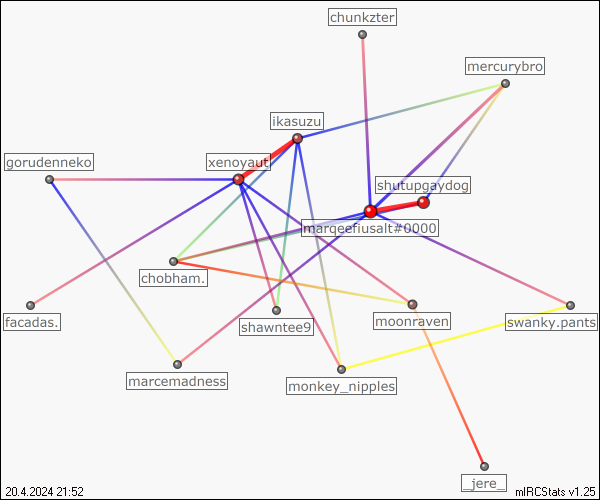 chunkzter
mercurybro
ikasuzu
gorudenneko
xenoyaut
shutupgaydog
marqeefiusalt#0000
chobham.
facadas.
shawntee9
moonraven
swanky.pants
marcemadness
monkey_nipples
_jere_
20.4.2024 21:52
mIRCStats v1.25